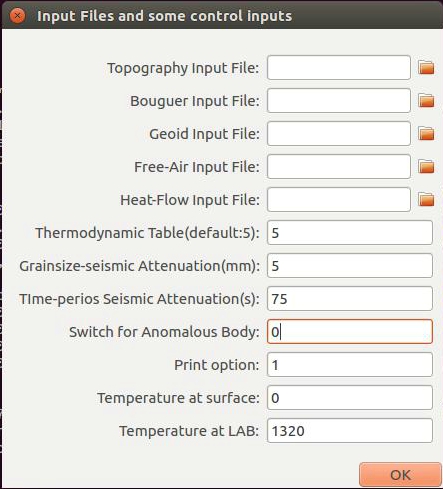 Input Files and some control inputs
Topography Input File:
Bouguer Input File:
Geoid Input File:
Free-Air Input File:
Heat-Flow Input File:
Thermodynamic Table(default:5): 5
Grainsize-seismic Attenuation(mm): 5
TIme-perios Seismic Attenuation(s): 75
Switch for Anomalous Body: 0
Print option: 1
Temperature at surface: 0
Temperature at LAB: 1320
OK